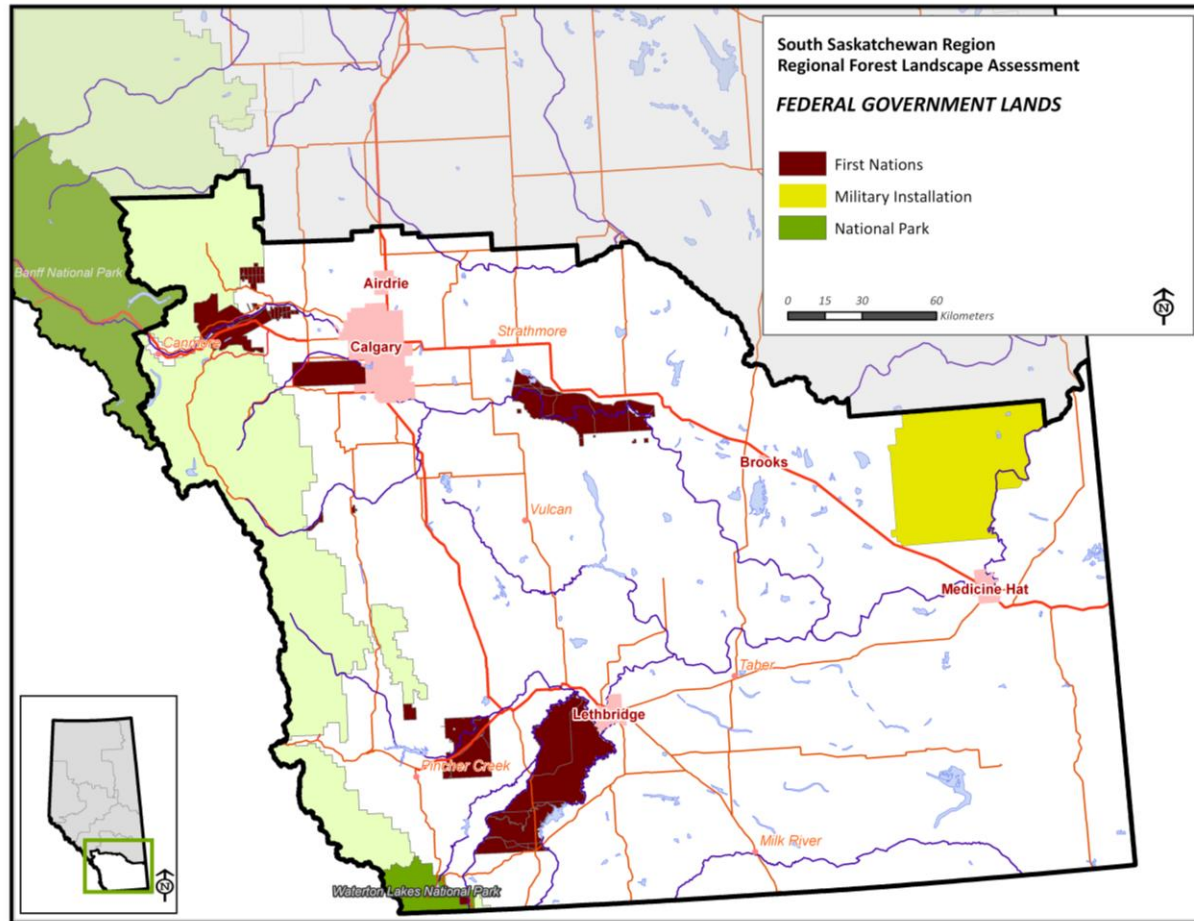 South Saskatchewan Region
Regional Forest Landscape Assessment
FEDERAL GOVERNMENT LANDS
First Nations
Military Installation
National Park
0 15 30 60
Kilometers
N
Banff National Park
Airdrie
Canmore
Strathmore
Calgary
Brooks
Vulcan
Medicine Hat
Taber
Lethbridge
Pincher Creek
Milk River
Waterton Lakes National Park
N